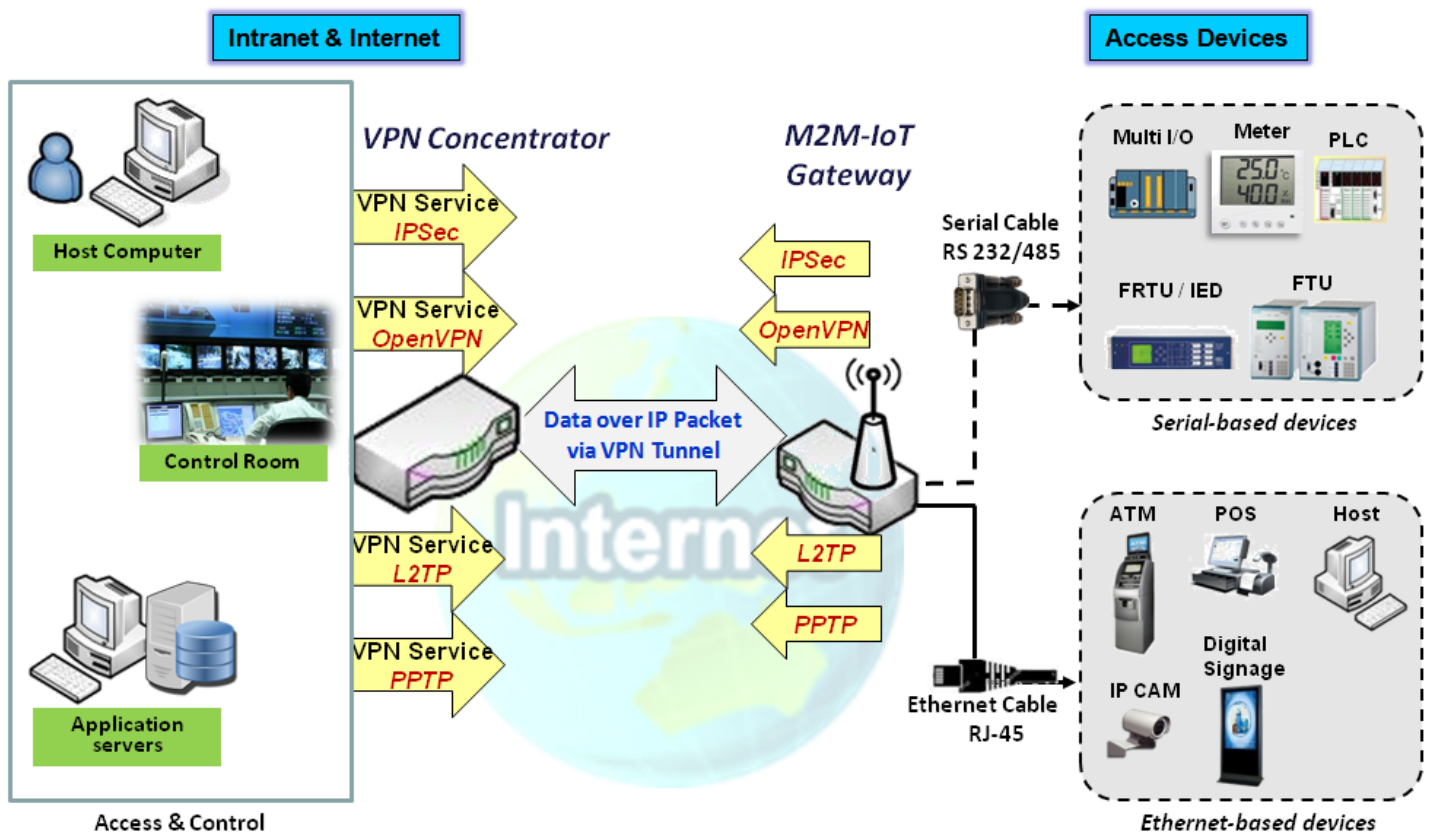 Intranet & Internet
Access Devices
VPN Concentrator
M2M-IoT
Gateway
Host Computer
Control Room
Application
servers
Access & Control
VPN Service
IPSec
VPN Service
OpenVPN
VPN Service
L2TP
VPN Service
PPTP
Data over IP Packet
via VPN Tunnel
Internet
IPSec
OpenVPN
L2TP
PPTP
Serial Cable
RS 232/485
Ethernet Cable
RJ-45
Multi I/O
Meter
PLC
25.0 °C
40.0
FRTU / IED
FTU
Serial-based devices
ATM
POS
Host
Digital
Signage
IP CAM
Ethernet-based devices